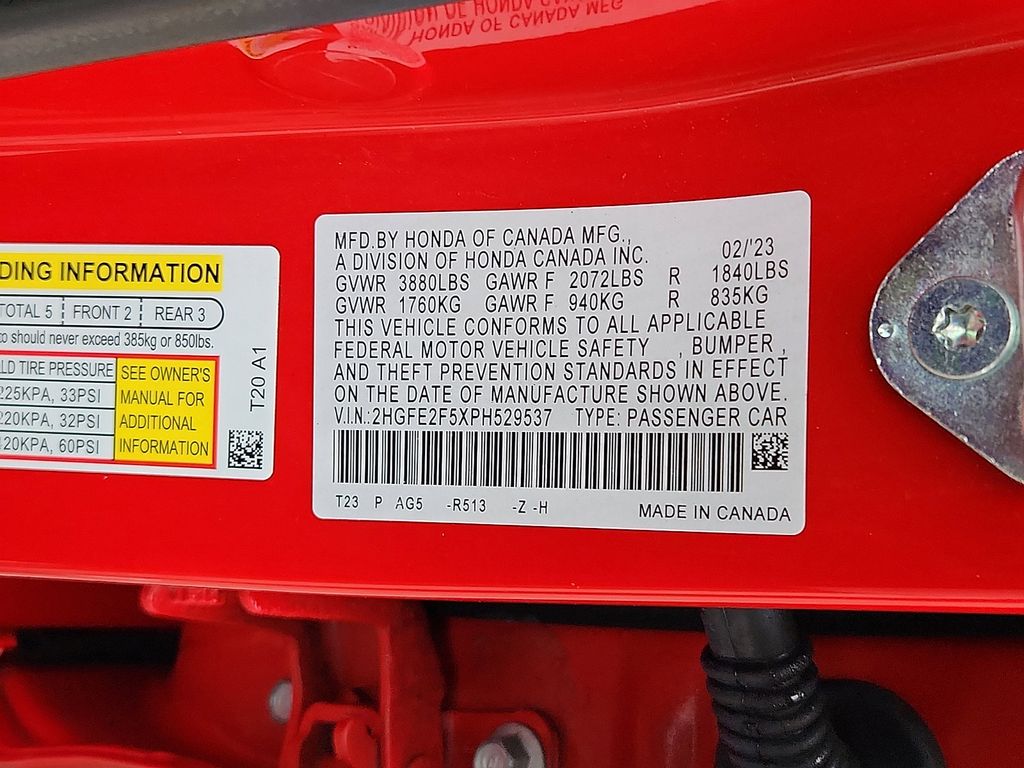 HONDA OF CANADA MFG
DING INFORMATION
TOTAL 5 FRONT 2 REAR 3
should never exceed 385kg or 850lbs.
LD TIRE PRESSURE
225KPA, 33PSI
220KPA, 32PSI
420KPA, 60PSI
SEE OWNER'S
MANUAL FOR
ADDITIONAL
INFORMATION
T20 A1
MFD.BY HONDA OF CANADA MFG.,
A DIVISION OF HONDA CANADA INC. 02/'23
GVWR 3880LBS GAWR F 2072LBS R 1840LBS
GVWR 1760KG GAWR F 940KG R 835KG
THIS VEHICLE CONFORMS TO ALL APPLICABLE
FEDERAL MOTOR VEHICLE SAFETY , BUMPER ,
AND THEFT PREVENTION STANDARDS IN EFFECT
ON THE DATE OF MANUFACTURE SHOWN ABOVE.
V.I.N.: 2HGFE2F5XPH529537 TYPE: PASSENGER CAR
T23 P AG5 -R513 -Z -H MADE IN CANADA